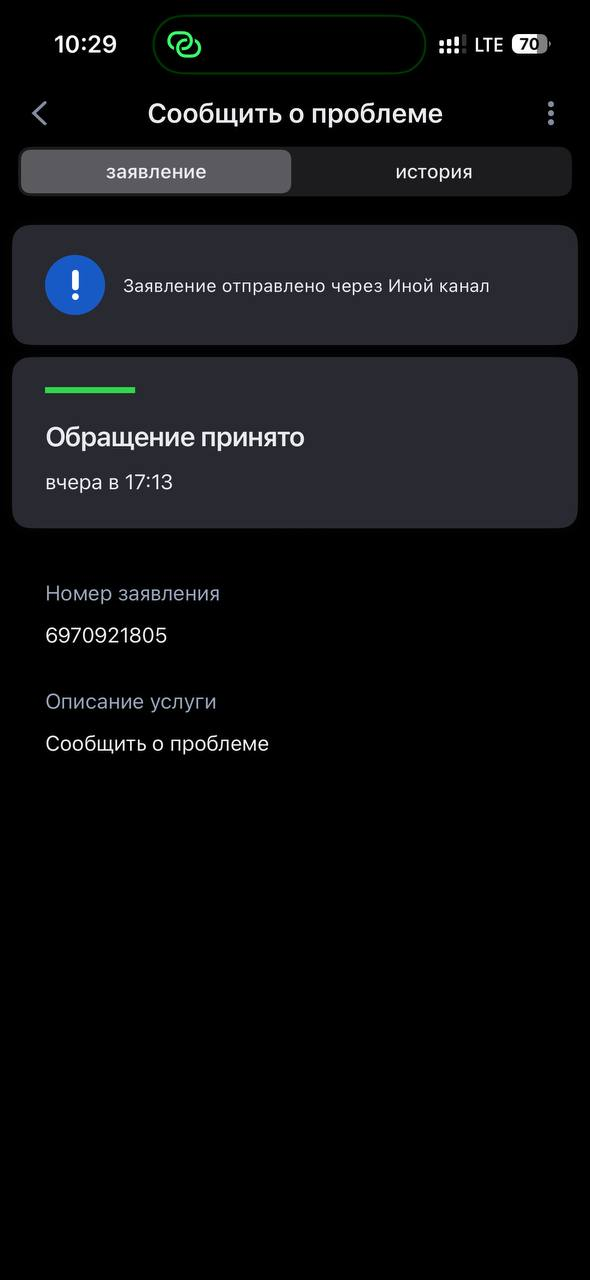 10:29
LTE
70
Сообщить о проблеме
заявление
история
Заявление отправлено через Иной канал
Обращение принято
вчера в 17:13
Номер заявления
6970921805
Описание услуги
Сообщить о проблеме